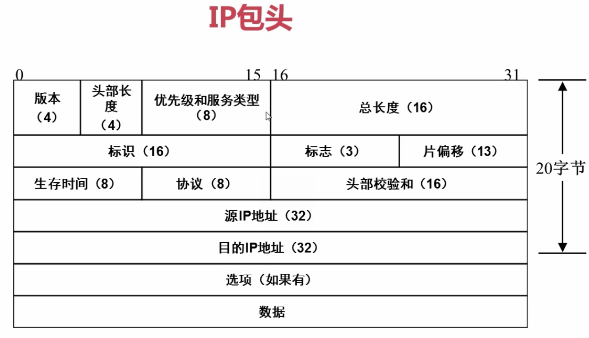 IP包头
0 15 16 31
版本
（4）
头部长
度
（4）
优先级和服务类型
（8）
总长度（16）
标识（16）
标志（3）
片偏移（13）
生存时间（8）
协议（8）
头部校验和（16）
源IP地址（32）
目的IP地址（32）
选项（如果有）
数据
20字节